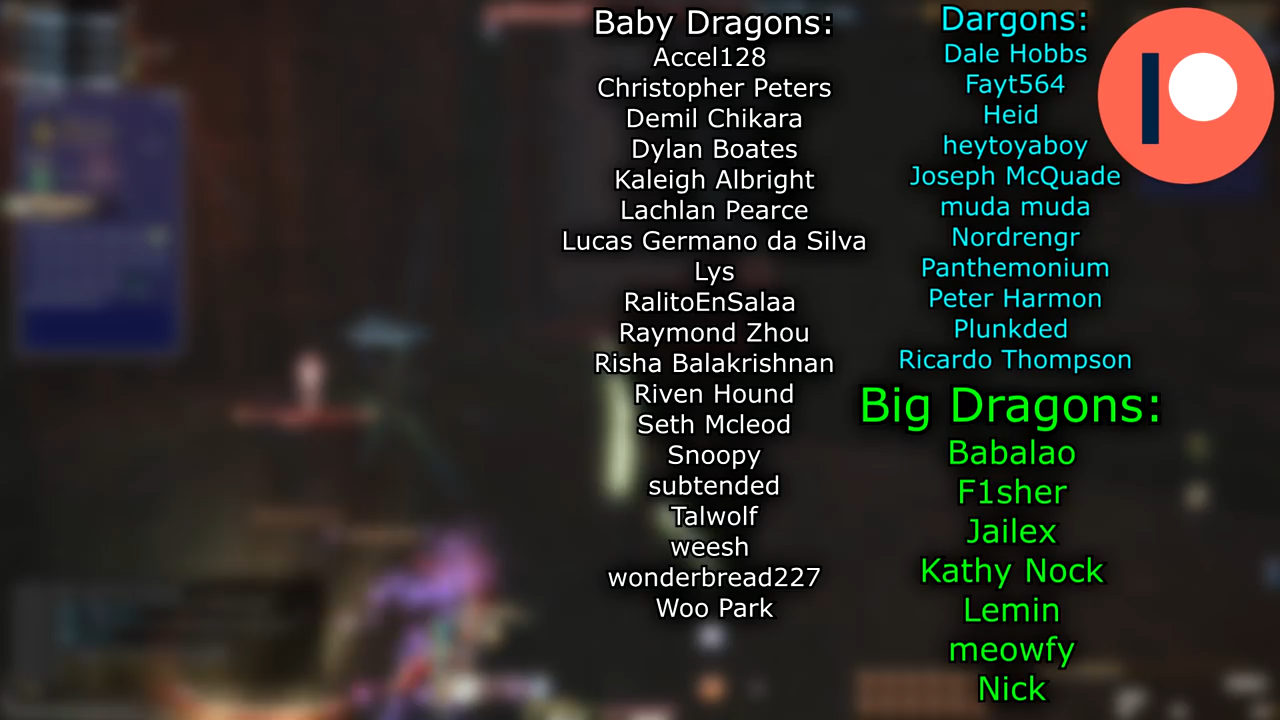 Baby Dragons:
Accel128
Christopher Peters
Demil Chikara
Dylan Boates
Kaleigh Albright
Lachlan Pearce
Lucas Germano da Silva
Lys
RalitoEnSalaa
Raymond Zhou
Risha Balakrishnan
Riven Hound
Seth Mcleod
Snoopy
subtended
Talwolf
weesh
wonderbread227
Woo Park
Dargons:
Dale Hobbs
Fayt564
Heid
heytoyaboy
Joseph McQuade
muda muda
Nordrengr
Panthemonium
Peter Harmon
Plunkded
Ricardo Thompson
Big Dragons:
Babalao
F1sher
Jailex
Kathy Nock
Lemin
meowfy
Nick